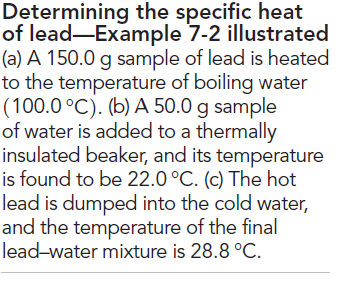 Determining the specific heat
of lead—Example 7-2 illustrated
(a) A 150.0 g sample of lead is heated
to the temperature of boiling water
(100.0 °C). (b) A 50.0 g sample
of water is added to a thermally
insulated beaker, and its temperature
is found to be 22.0 °C. (c) The hot
lead is dumped into the cold water,
and the temperature of the final
lead–water mixture is 28.8 °C.